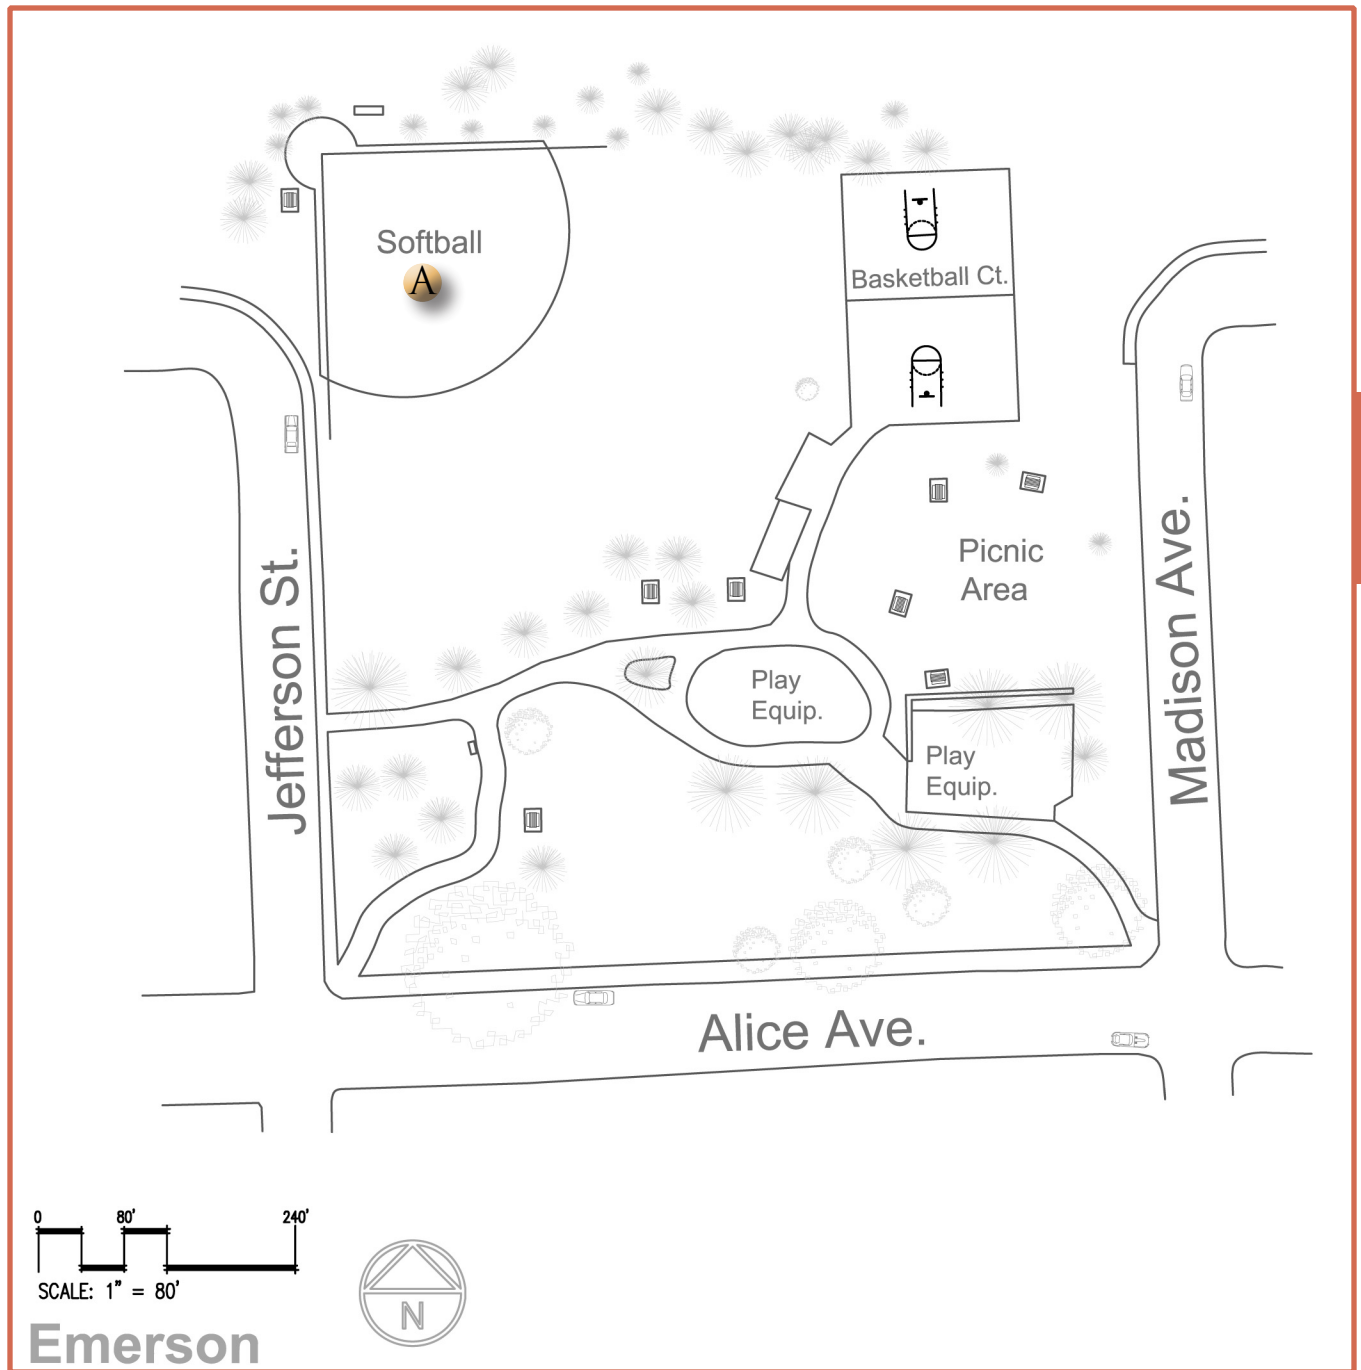 Softball
A
Basketball Ct.
Picnic
Area
Jefferson St.
Madison Ave.
Play
Equip.
Play
Equip.
Alice Ave.
0 80' 240'
SCALE: 1" = 80'
N
Emerson